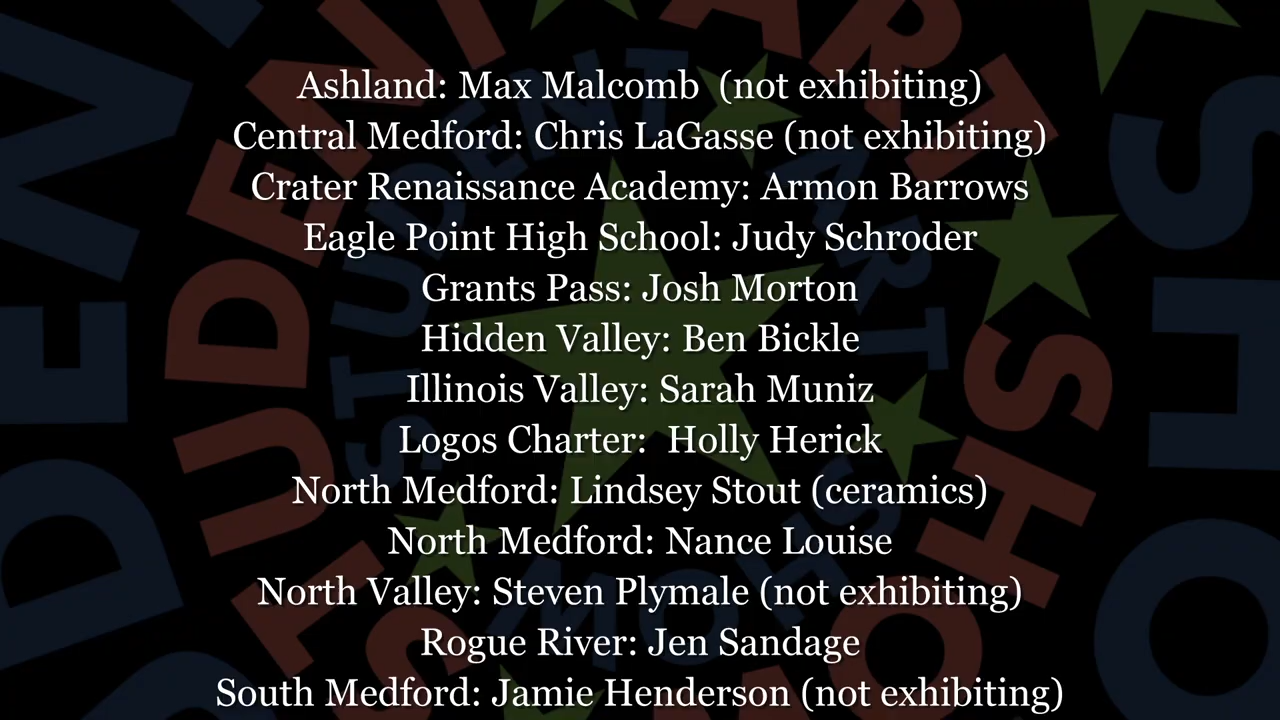 Ashland: Max Malcomb  (not exhibiting)
Central Medford: Chris LaGasse (not exhibiting)
Crater Renaissance Academy: Armon Barrows
Eagle Point High School: Judy Schroder
Grants Pass: Josh Morton
Hidden Valley: Ben Bickle
Illinois Valley: Sarah Muniz
Logos Charter:  Holly Herick
North Medford: Lindsey Stout (ceramics)
North Medford: Nance Louise
North Valley: Steven Plymale (not exhibiting)
Rogue River: Jen Sandage
South Medford: Jamie Henderson (not exhibiting)
STUDENT ART SHOW